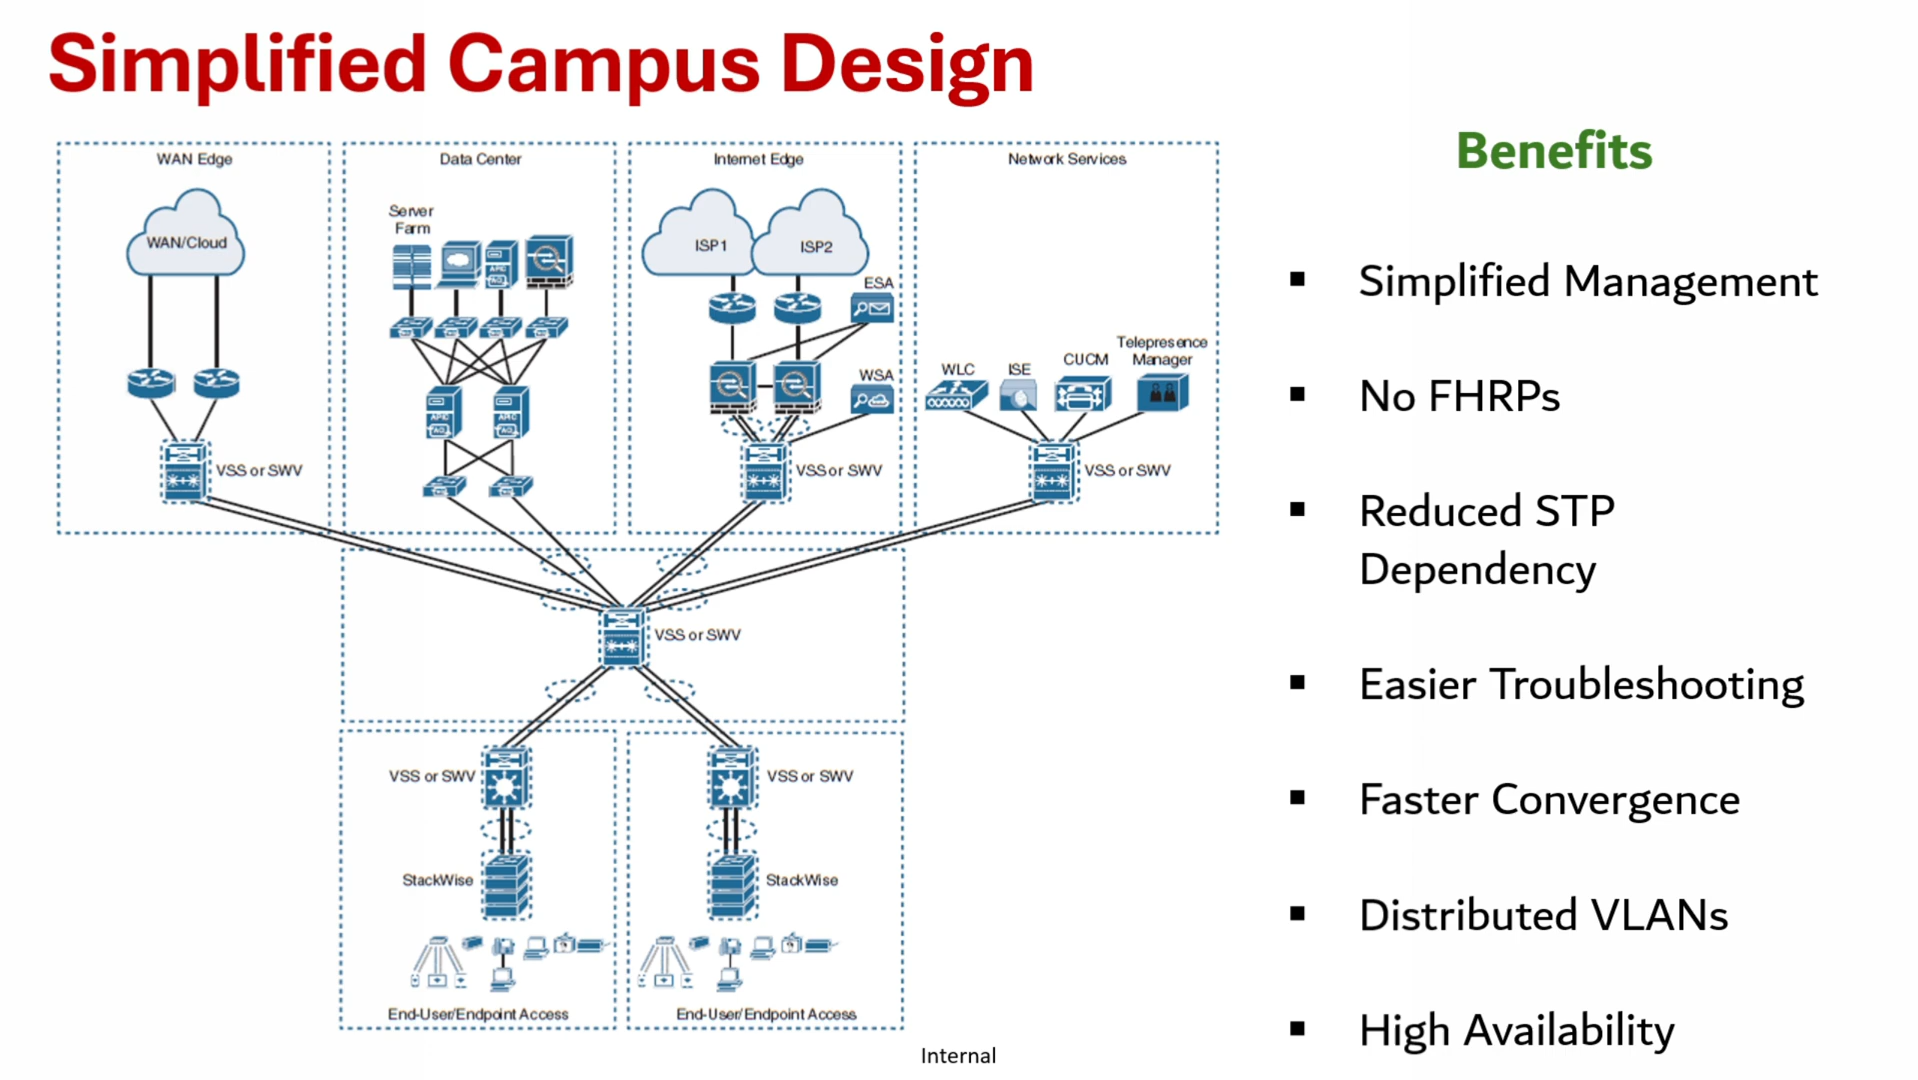 Simplified Campus Design
WAN Edge
WAN/Cloud
VSS or SWV
Data Center
Server
Farm
APIC
APIC
APIC
Internet Edge
ISP1
ISP2
ESA
WSA
VSS or SWV
Network Services
WLC
ISE
CUCM
Telepresence
Manager
VSS or SWV
VSS or SWV
VSS or SWV
StackWise
End-User/Endpoint Access
VSS or SWV
StackWise
End-User/Endpoint Access
Benefits
▪ Simplified Management
▪ No FHRPs
▪ Reduced STP
Dependency
▪ Easier Troubleshooting
▪ Faster Convergence
▪ Distributed VLANs
▪ High Availability
Internal